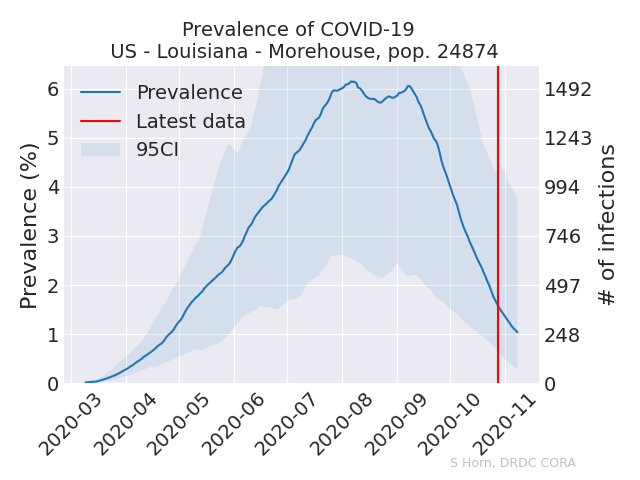 Prevalence of COVID-19
US - Louisiana - Morehouse, pop. 24874
Prevalence
Latest data
95CI
Prevalence (%)
6
5
4
3
2
1
0
1492
1243
994
746
497
248
0
# of infections
2020-03
2020-04
2020-05
2020-06
2020-07
2020-08
2020-09
2020-10
2020-11
S Horn, DRDC CORA